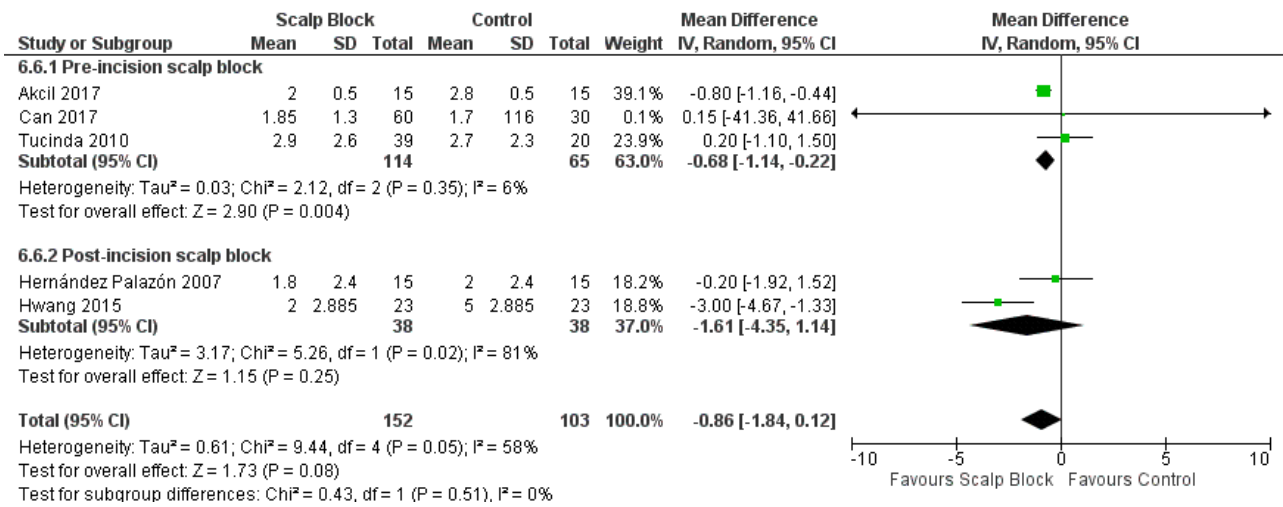 Scalp Block Control Mean Difference Mean Difference
Study or Subgroup Mean SD Total Mean SD Total Weight IV, Random, 95% CI IV, Random, 95% CI
6.6.1 Pre-incision scalp block
Akcil 2017 2 0.5 15 2.8 0.5 15 39.1% -0.80 [-1.16, -0.44]
Can 2017 1.85 1.3 60 1.7 116 30 0.1% 0.15 [-41.36, 41.66]
Tucinda 2010 2.9 2.6 39 2.7 2.3 20 23.9% 0.20 [-1.10, 1.50]
Subtotal (95% CI) 114 65 63.0% -0.68 [-1.14, -0.22]
Heterogeneity: Tau² = 0.03; Chi² = 2.12, df = 2 (P = 0.35); I² = 6%
Test for overall effect: Z = 2.90 (P = 0.004)
6.6.2 Post-incision scalp block
Hernández Palazón 2007 1.8 2.4 15 2 2.4 15 18.2% -0.20 [-1.92, 1.52]
Hwang 2015 2 2.885 23 5 2.885 23 18.8% -3.00 [-4.67, -1.33]
Subtotal (95% CI) 38 38 37.0% -1.61 [-4.35, 1.14]
Heterogeneity: Tau² = 3.17; Chi² = 5.26, df = 1 (P = 0.02); I² = 81%
Test for overall effect: Z = 1.15 (P = 0.25)
Total (95% CI) 152 103 100.0% -0.86 [-1.84, 0.12]
Heterogeneity: Tau² = 0.61; Chi² = 9.44, df = 4 (P = 0.05); I² = 58%
Test for overall effect: Z = 1.73 (P = 0.08)
Test for subgroup differences: Chi² = 0.43, df = 1 (P = 0.51), I² = 0%
-10 -5 0 5 10
Favours Scalp Block Favours Control